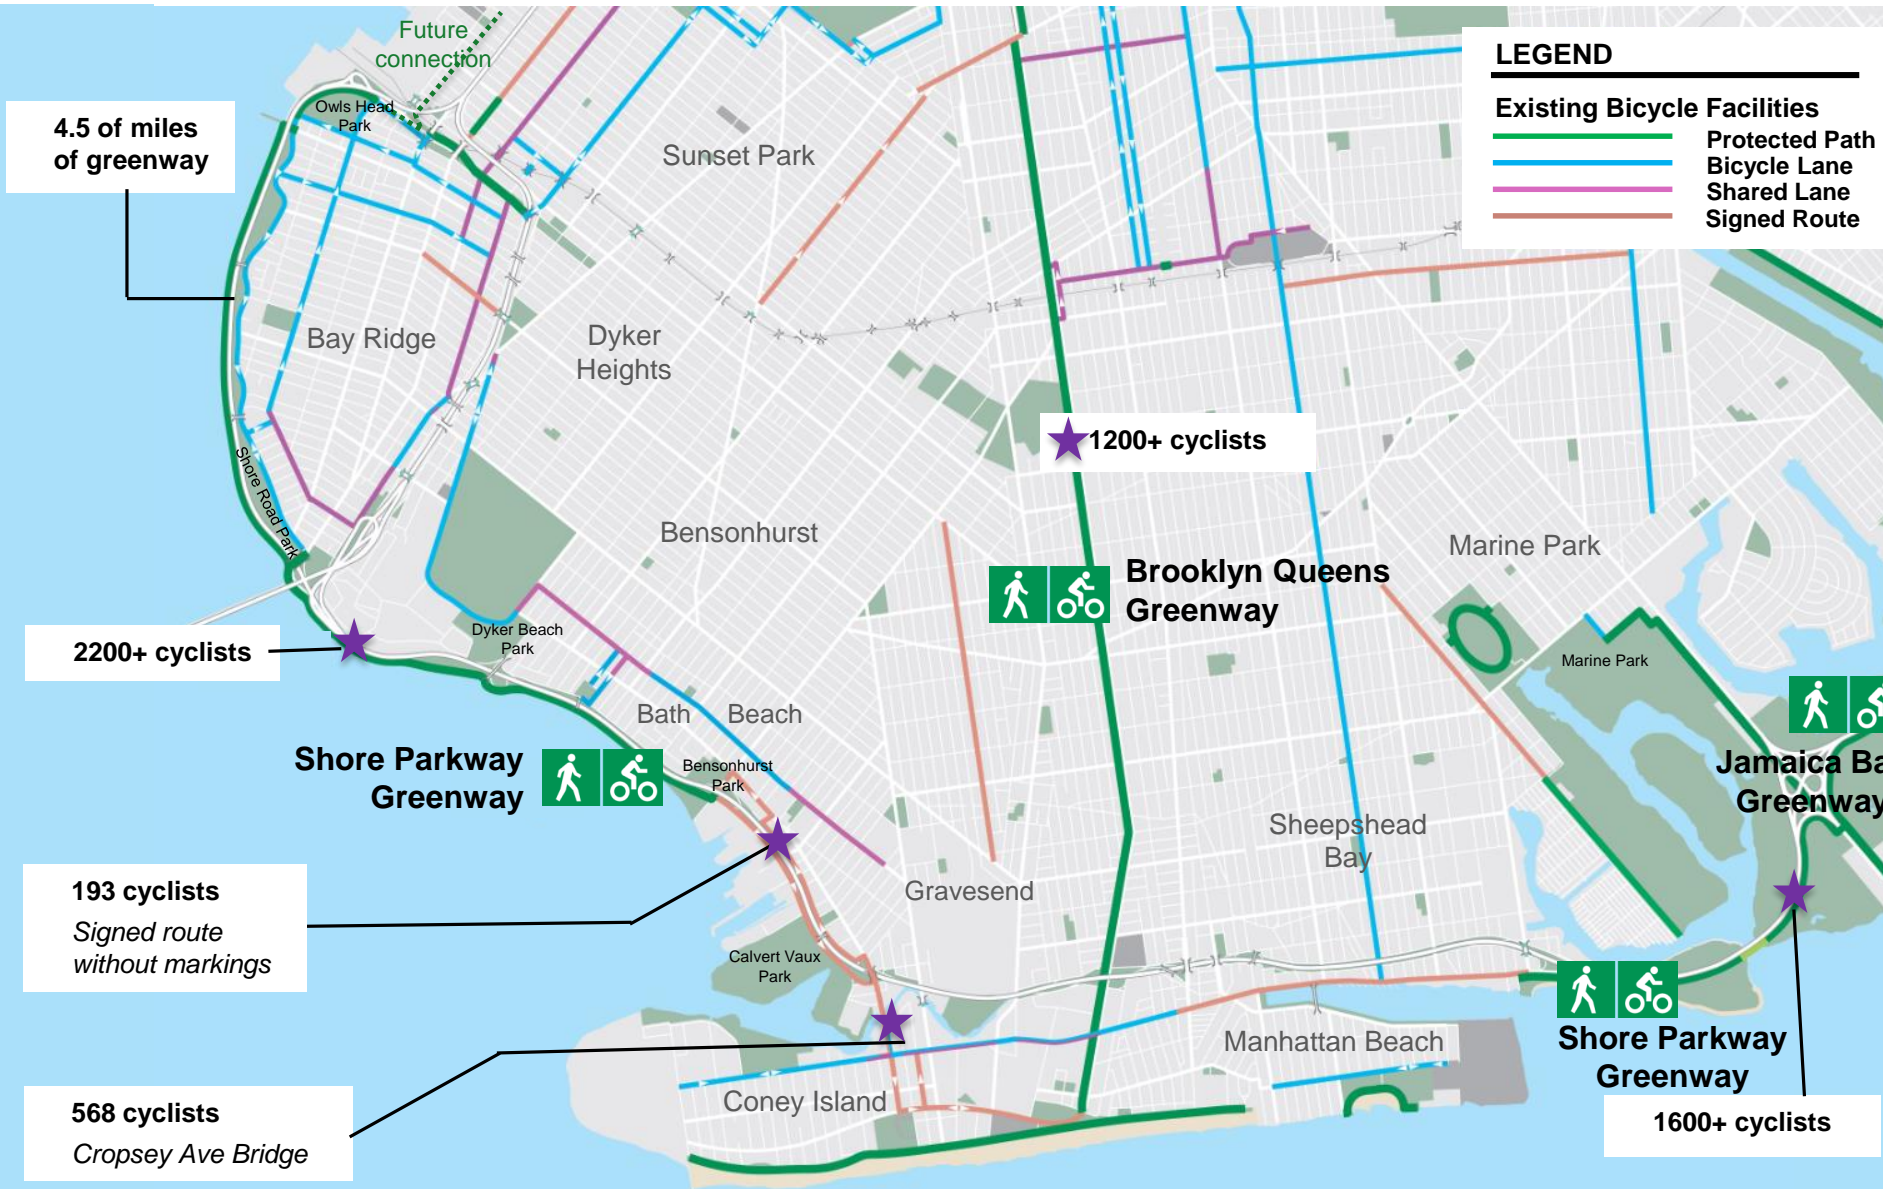 Future
connection
LEGEND
Existing Bicycle Facilities
Protected Path
Bicycle Lane
Shared Lane
Signed Route
4.5 of miles
of greenway
Owls Head
Park
Sunset Park
Bay Ridge
Dyker
Heights
1200+ cyclists
Shore Road Park
Bensonhurst
Marine Park
Brooklyn Queens
Greenway
2200+ cyclists
Dyker Beach
Park
Marine Park
Bath Beach
Shore Parkway
Greenway
Bensonhurst
Park
Jamaica Ba
Greenway
Sheepshead
Bay
193 cyclists
Signed route
without markings
Gravesend
Calvert Vaux
Park
Manhattan Beach
Shore Parkway
Greenway
568 cyclists
Cropsey Ave Bridge
Coney Island
1600+ cyclists